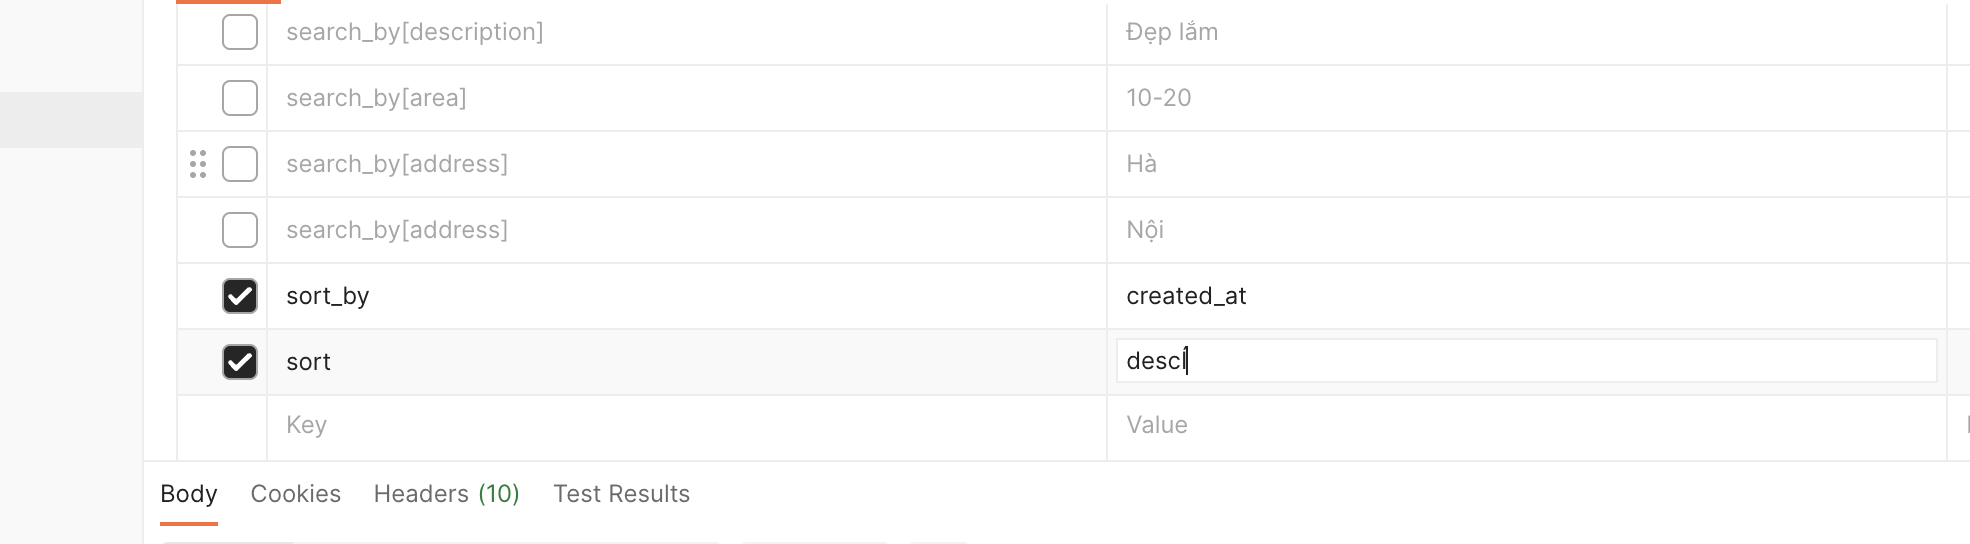 search_by[description] Đẹp lắm
search_by[area] 10-20
search_by[address] Hà
search_by[address] Nội
sort_by created_at
sort
Key Value
Body Cookies Headers (10) Test Results